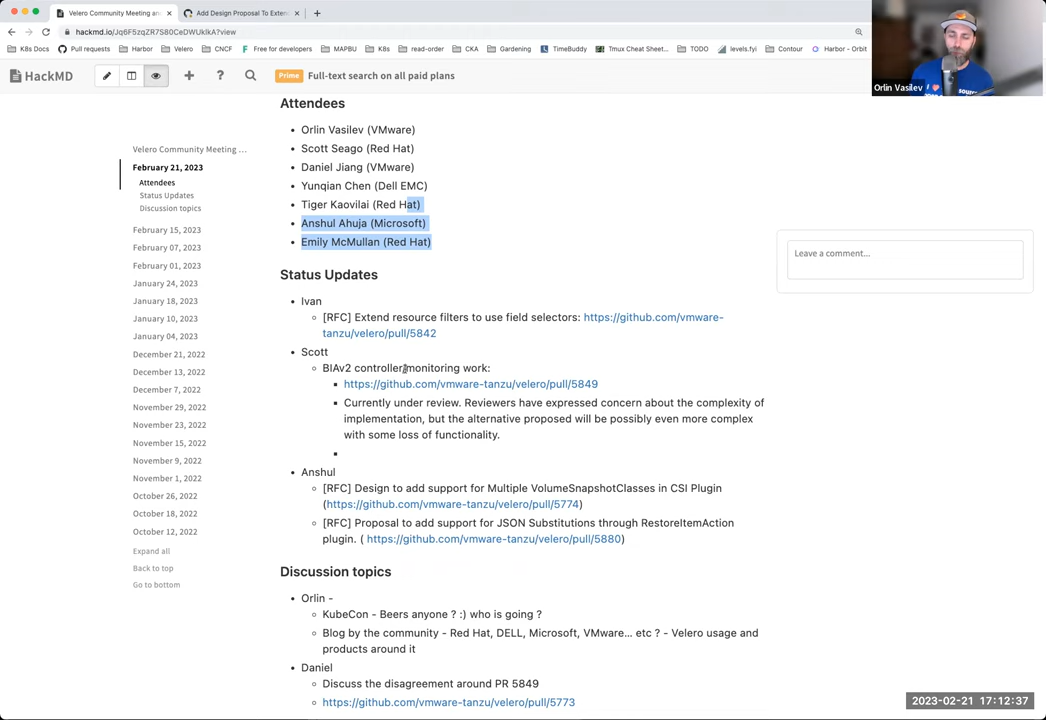 Velero Community Meeting an
Add Design Proposal To Exten
hackmd.io/Jq6F5zqZR7S80CeDWUklkA?view
K8s Docs
Pull requests
Harbor
Velero
CNCF
Free for developers
MAPBU
K8s
read-order
CKA
Gardening
TimeBuddy
Tmux Cheat Sheet...
TODO
levels.fyi
Contour
Harbor - Orbit
HackMD
Prime
Full-text search on all paid plans
Orlin Vasilev
Velero Community Meeting ...
February 21, 2023
Attendees
Status Updates
Discussion topics
February 15, 2023
February 07, 2023
February 01, 2023
January 24, 2023
January 18, 2023
January 10, 2023
January 04, 2023
December 21, 2022
December 13, 2022
December 7, 2022
November 29, 2022
November 23, 2022
November 15, 2022
November 9, 2022
November 1, 2022
October 26, 2022
October 18, 2022
October 12, 2022
Expand all
Back to top
Go to bottom
Attendees
Orlin Vasilev (VMware)
Scott Seago (Red Hat)
Daniel Jiang (VMware)
Yunqian Chen (Dell EMC)
Tiger Kaovilai (Red Hat)
Anshul Ahuja (Microsoft)
Emily McMullan (Red Hat)
Status Updates
Ivan
[RFC] Extend resource filters to use field selectors: https://github.com/vmware-
tanzu/velero/pull/5842
Scott
BIAv2 controller monitoring work:
https://github.com/vmware-tanzu/velero/pull/5849
Currently under review. Reviewers have expressed concern about the complexity of
implementation, but the alternative proposed will be possibly even more complex
with some loss of functionality.
Anshul
[RFC] Design to add support for Multiple VolumeSnapshotClasses in CSI Plugin
(https://github.com/vmware-tanzu/velero/pull/5774)
[RFC] Proposal to add support for JSON Substitutions through RestoreItemAction
plugin. ( https://github.com/vmware-tanzu/velero/pull/5880)
Discussion topics
Orlin -
KubeCon - Beers anyone ? :) who is going ?
Blog by the community - Red Hat, DELL, Microsoft, VMware... etc ? - Velero usage and
products around it
Daniel
Discuss the disagreement around PR 5849
https://github.com/vmware-tanzu/velero/pull/5773
Leave a comment...
2023-02-21 17:12:37